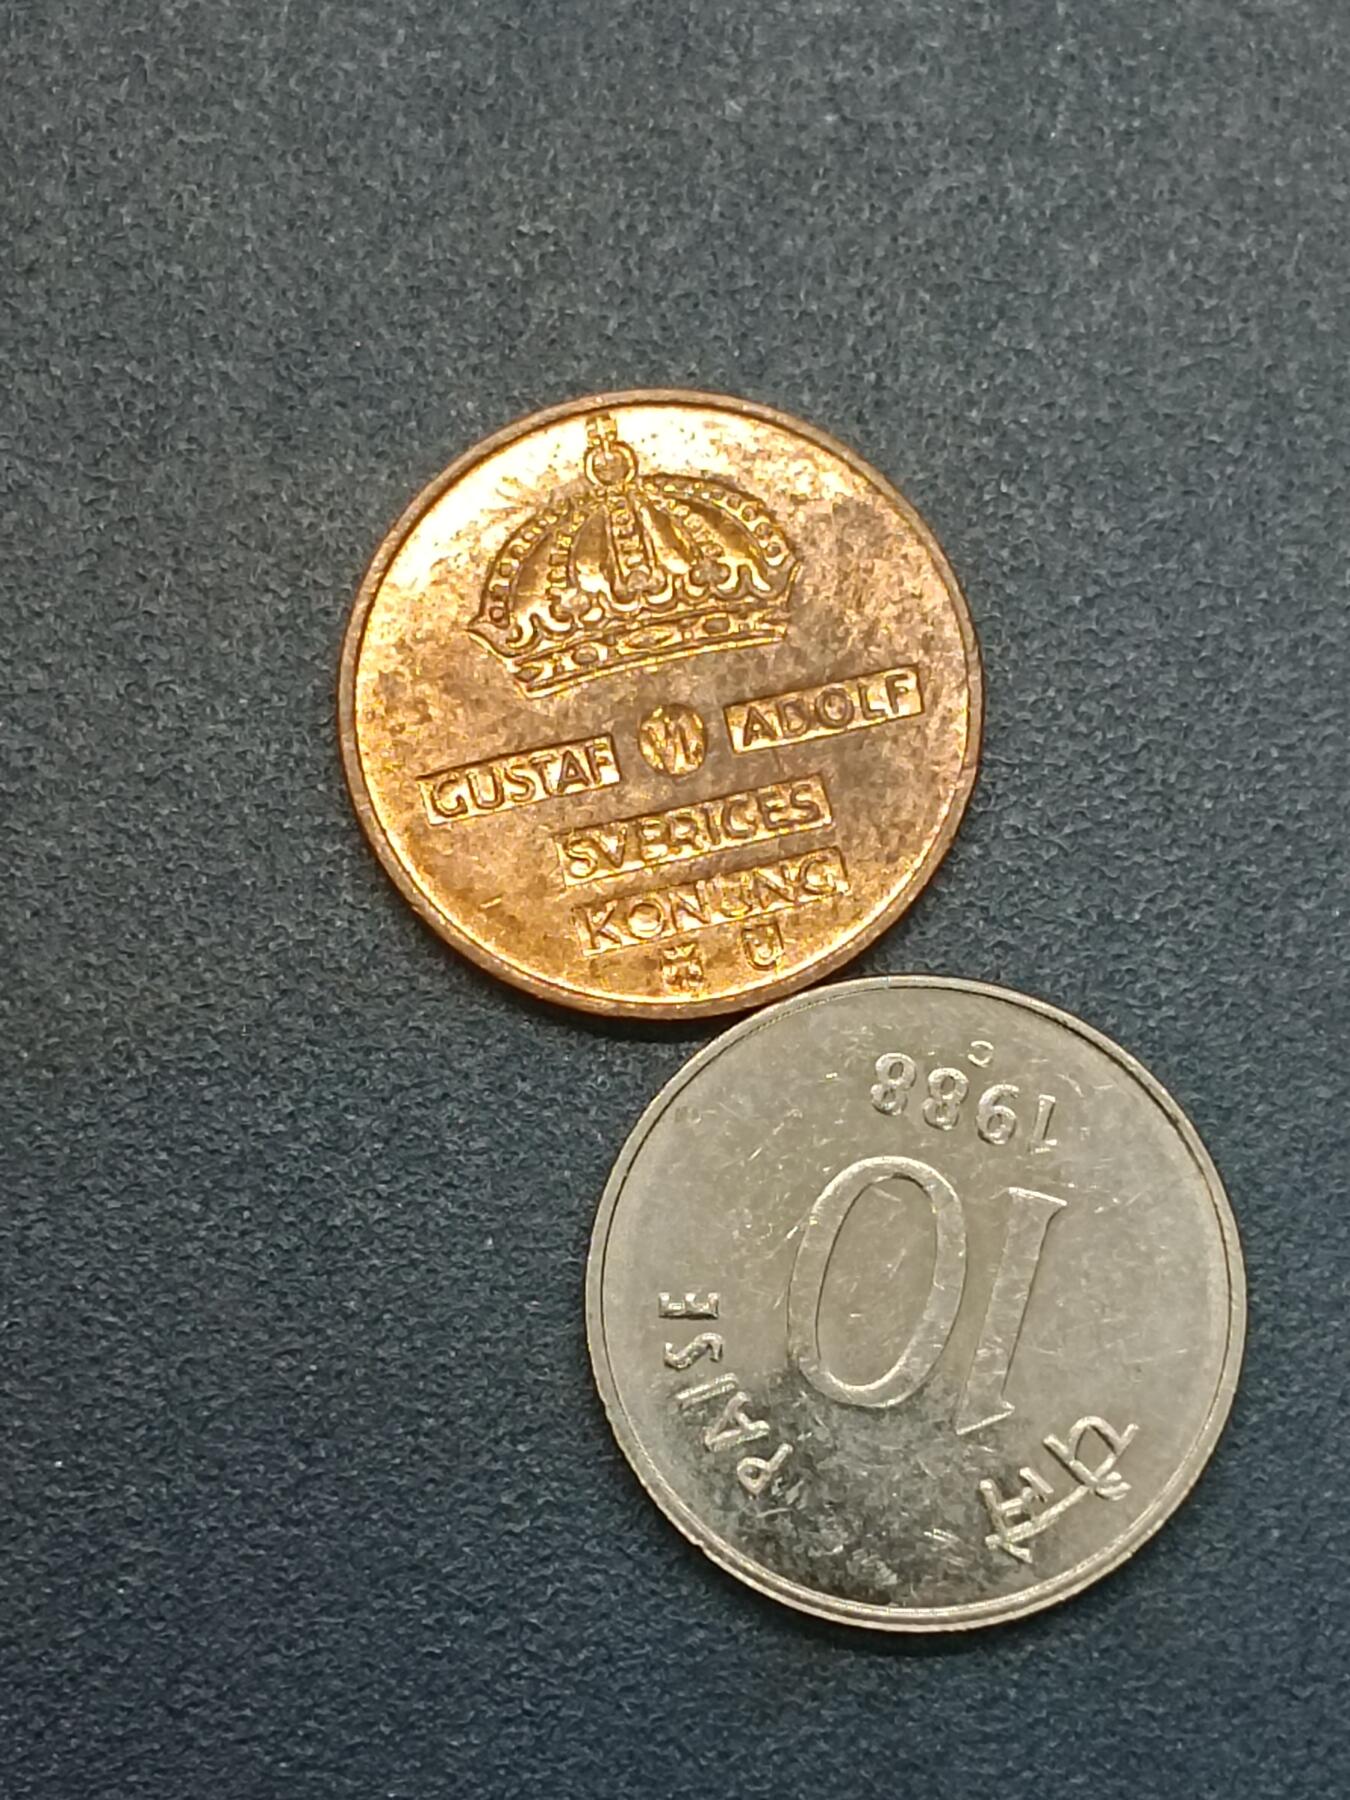 GUSTAF VI ADOLF
SVERIGES
KONUNG
U
पैसे
PAISE
10
1988
C